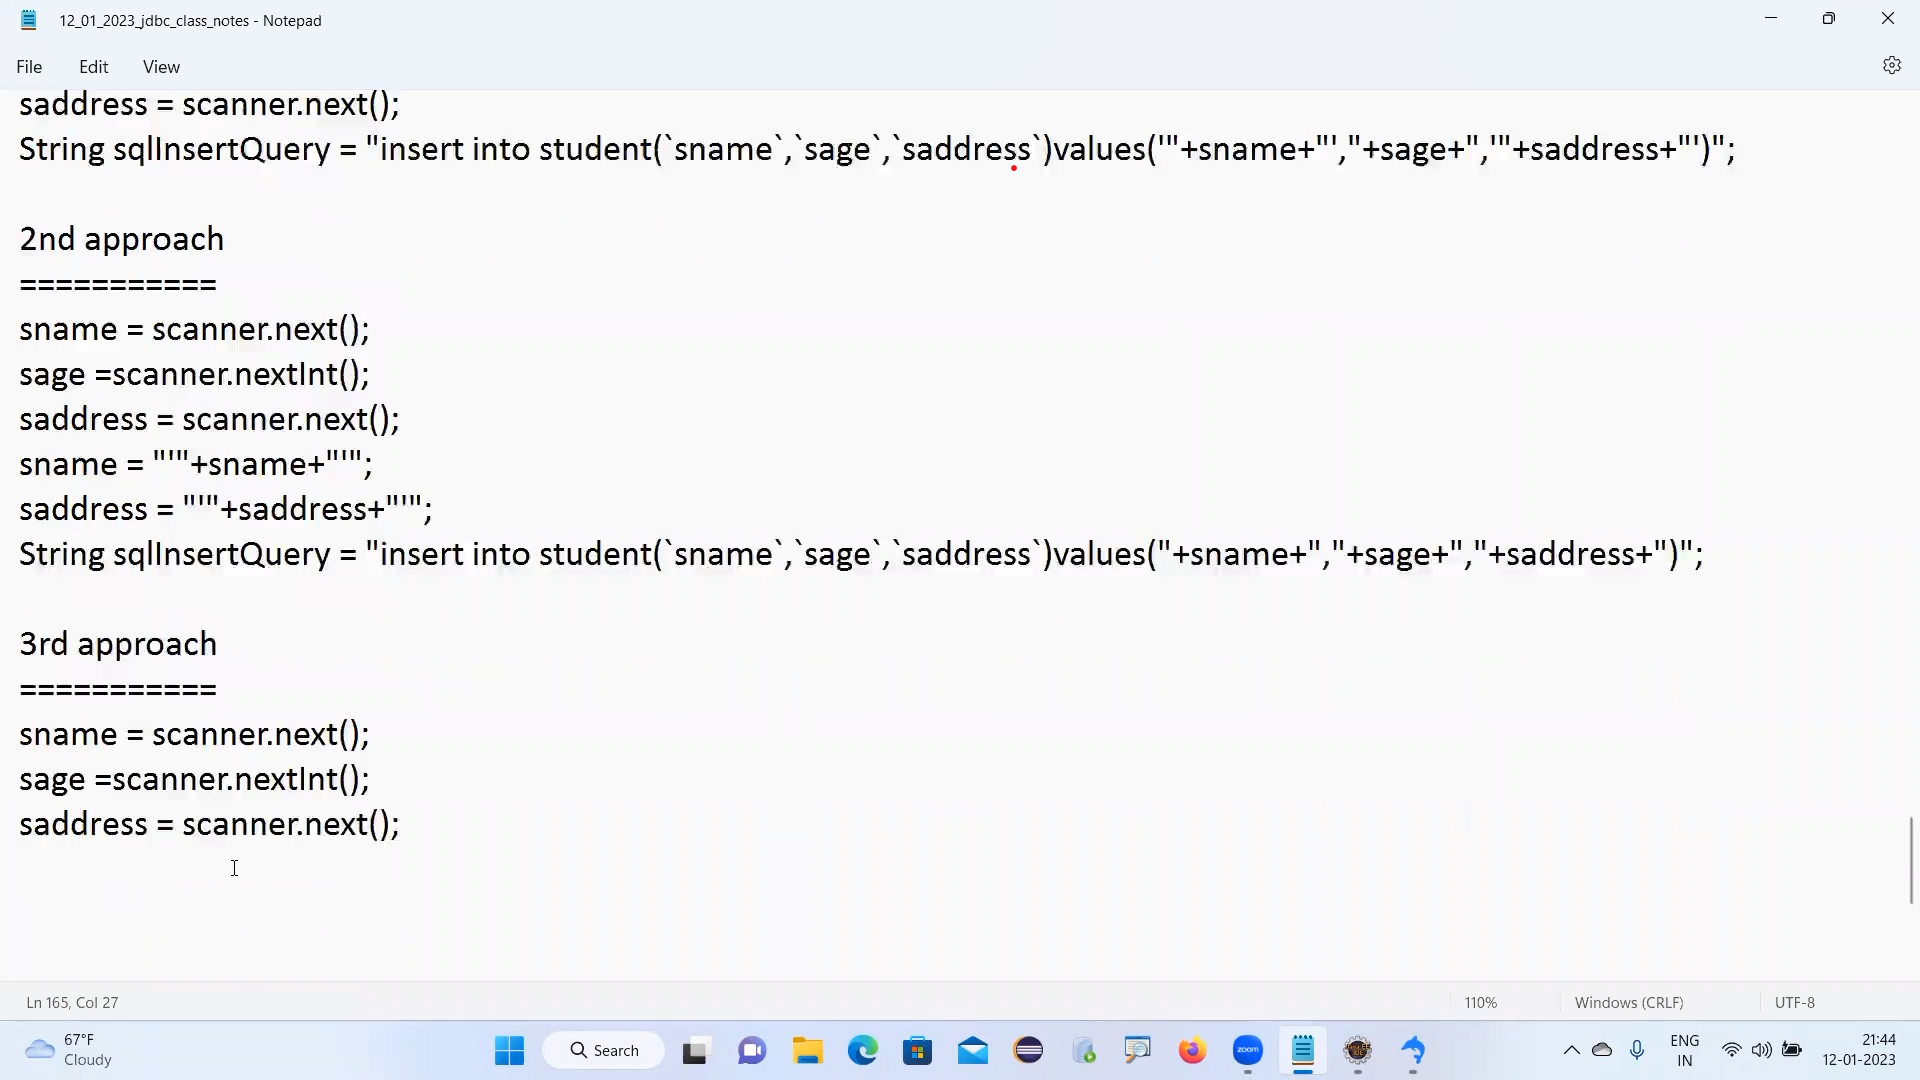 12_01_2023_jdbc_class_notes - Notepad
File Edit View
saddress = scanner.next();
String sqlInsertQuery = "insert into student(`sname`,`sage`,`saddress`)values('"+sname+"',"+sage+",'"+saddress+"')";
2nd approach
===========
sname = scanner.next();
sage =scanner.nextInt();
saddress = scanner.next();
sname = "'"+sname+"'";
saddress = "'"+saddress+"'";
String sqlInsertQuery = "insert into student(`sname`,`sage`,`saddress`)values("+sname+","+sage+","+saddress+")";
3rd approach
===========
sname = scanner.next();
sage =scanner.nextInt();
saddress = scanner.next();
Ln 165, Col 27 110% Windows (CRLF) UTF-8
67°F
Cloudy
Search
zoom
ENG
IN
21:44
12-01-2023